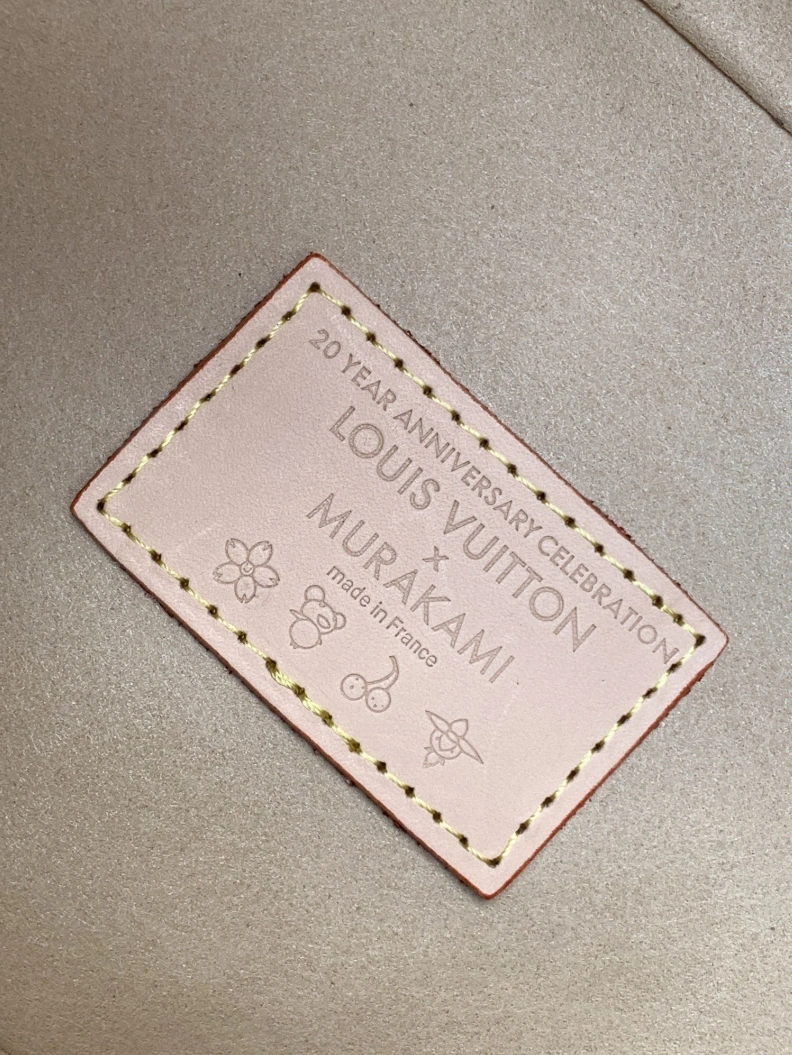 20 YEAR ANNIVERSARY CELEBRATION
LOUIS VUITTON
x
MURAKAMI
made in France